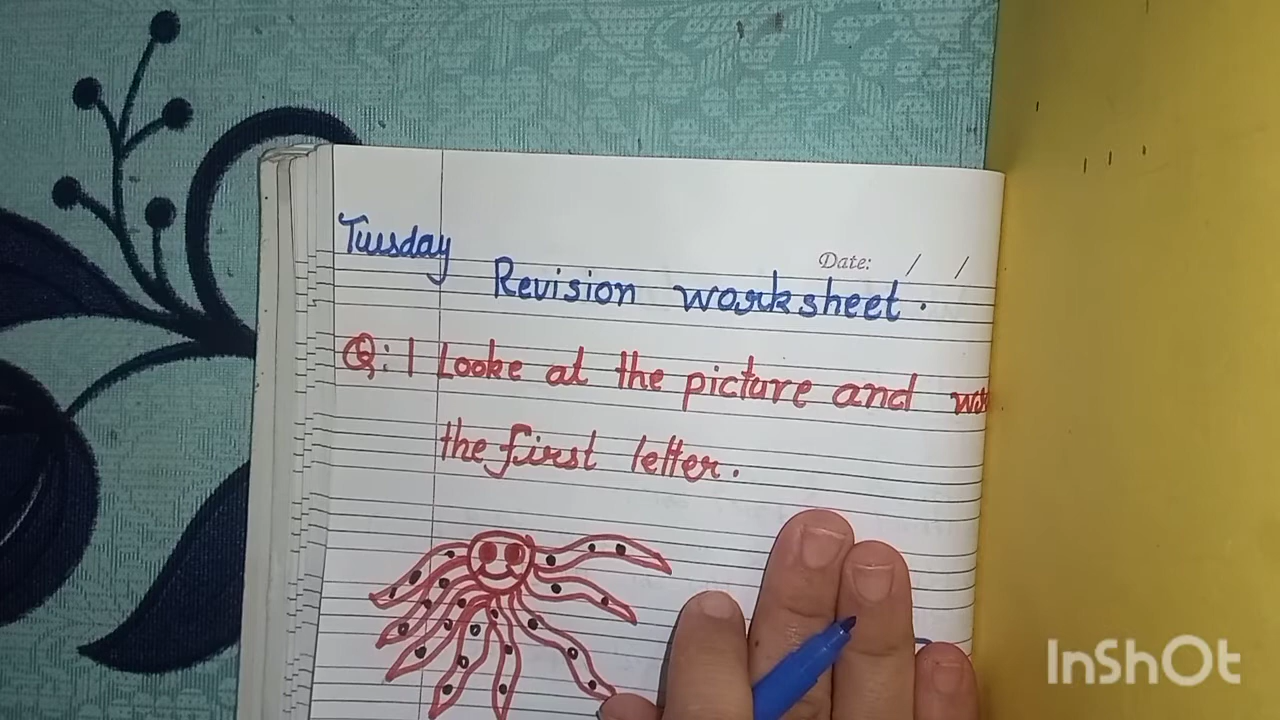 Tuesday
Date: / /
Revision worksheet.
Q:1 Looke at the picture and
the first letter.
InShOt